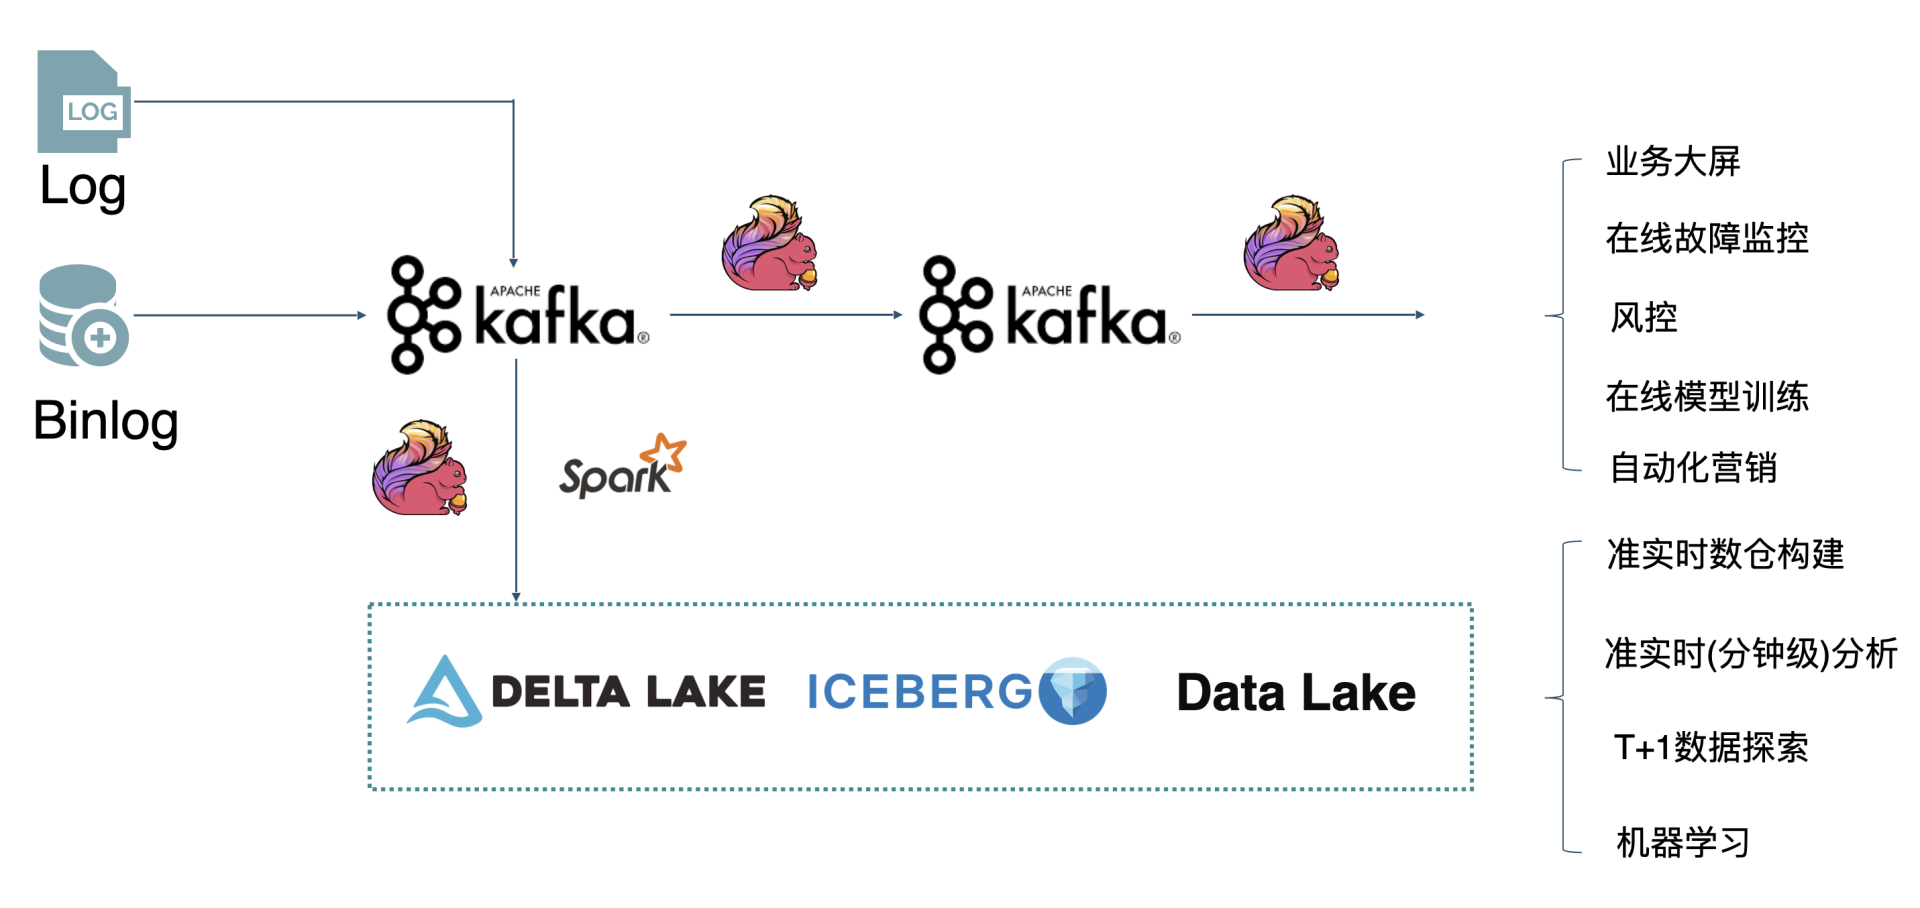 LOG
Log
Binlog
APACHE
kafka®
APACHE
kafka®
Spark
DELTA LAKE
ICEBERG
Data Lake
业务大屏
在线故障监控
风控
在线模型训练
自动化营销
准实时数仓构建
准实时(分钟级)分析
T+1数据探索
机器学习